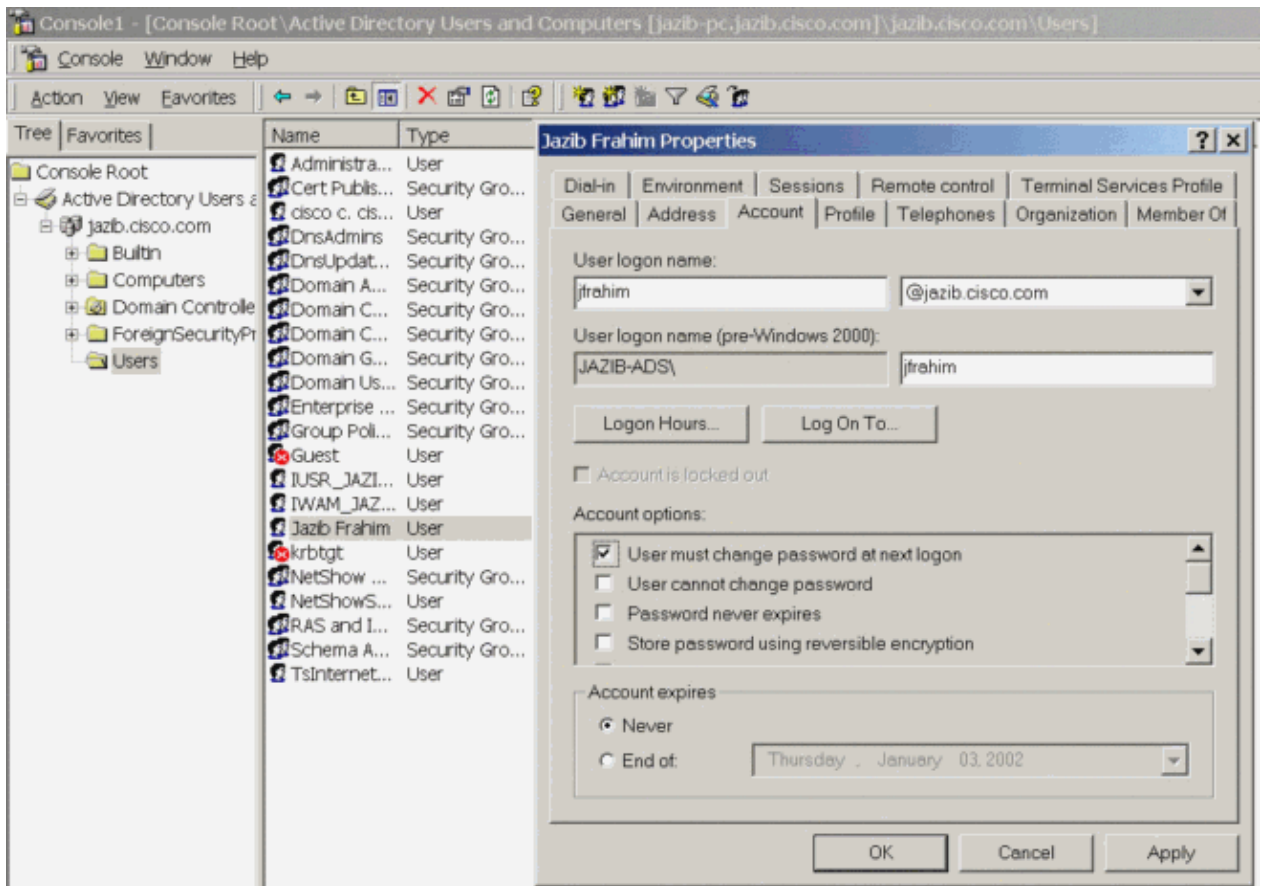 Console1 - [Console Root\Active Directory Users and Computers [jazib-pc.jazib.cisco.com]\jazib.cisco.com\Users]
Console Window Help
Action View Favorites
Tree Favorites
Console Root
Active Directory Users a
jazib.cisco.com
Builtin
Computers
Domain Controlle
ForeignSecurityPr
Users
Name Type
Administra... User
Cert Publis... Security Gro...
cisco c. cis... User
DnsAdmins Security Gro...
DnsUpdat... Security Gro...
Domain A... Security Gro...
Domain C... Security Gro...
Domain C... Security Gro...
Domain G... Security Gro...
Domain Us... Security Gro...
Enterprise ... Security Gro...
Group Poli... Security Gro...
Guest User
IUSR_JAZI... User
IWAM_JAZ... User
Jazib Frahim User
krbtgt User
NetShow ... Security Gro...
NetShowS... User
RAS and I... Security Gro...
Schema A... Security Gro...
TsInternet... User
Jazib Frahim Properties
Dial-in Environment Sessions Remote control Terminal Services Profile
General Address Account Profile Telephones Organization Member Of
User logon name:
jfrahim @jazib.cisco.com
User logon name (pre-Windows 2000):
JAZIB-ADS\ jfrahim
Logon Hours... Log On To...
Account is locked out
Account options:
User must change password at next logon
User cannot change password
Password never expires
Store password using reversible encryption
Account expires
Never
End of: Thursday , January 03, 2002
OK Cancel Apply